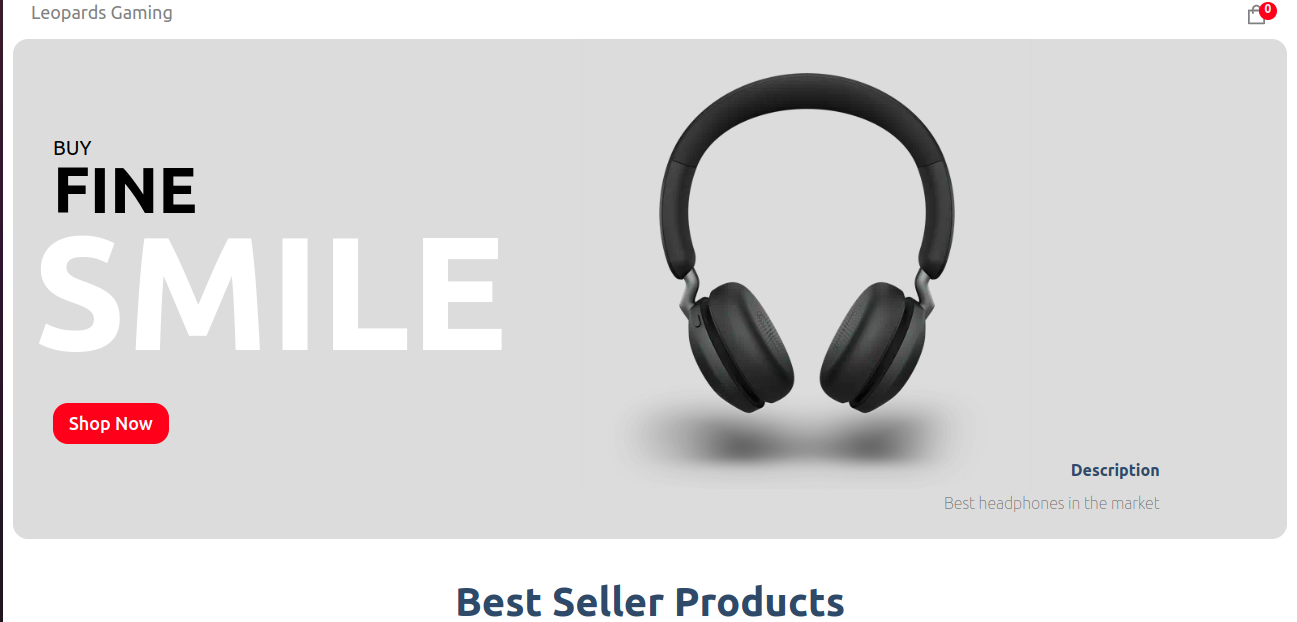 Leopards Gaming
0
BUY
FINE
SMILE
Shop Now
Description
Best headphones in the market
Best Seller Products